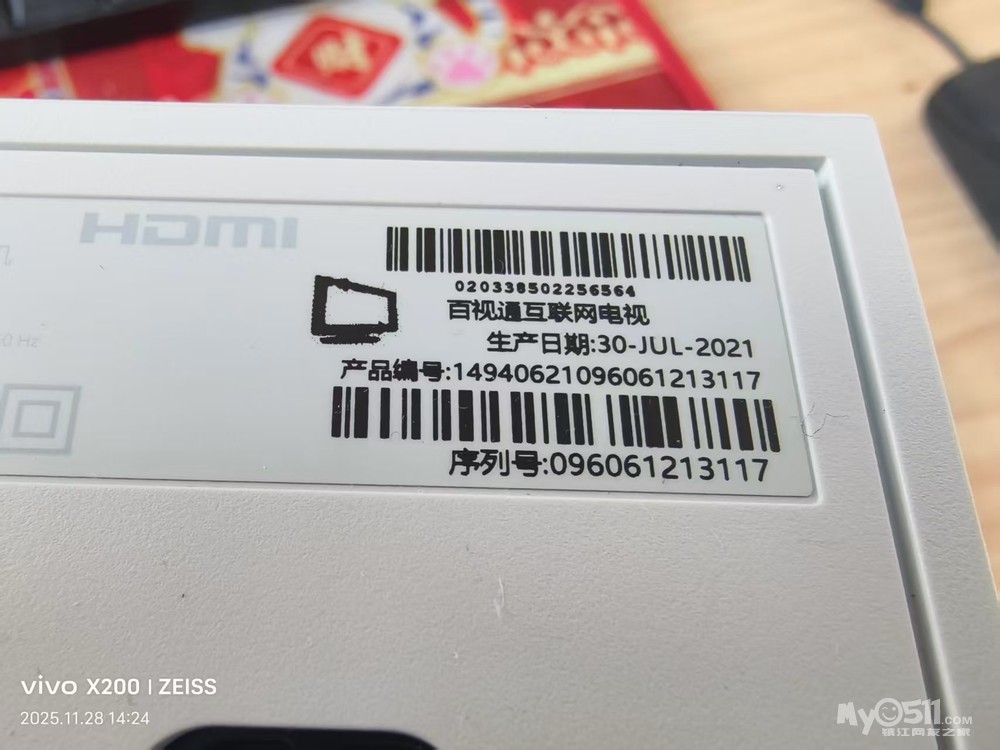 HDMI
020338502256564
百视通互联网电视
生产日期:30-JUL-2021
产品编号:14940621096061213117
序列号:096061213117
vivo X200 | ZEISS
2025.11.28 14:24
My0511.com
镇江网友之家